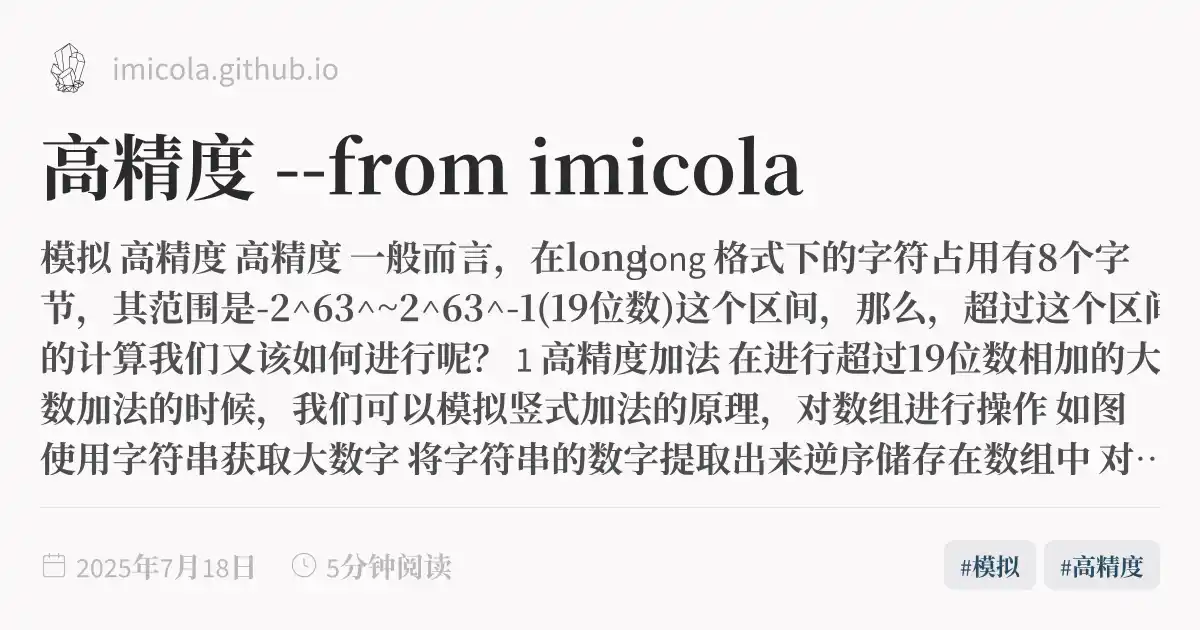 imicola.github.io
高精度 --from imicola
模拟 高精度 高精度 一般而言，在long long 格式下的字符占用有8个字
节，其范围是-2^63^~2^63^-1(19位数)这个区间，那么，超过这个区间
的计算我们又该如何进行呢？ 1 高精度加法 在进行超过19位数相加的大
数加法的时候，我们可以模拟竖式加法的原理，对数组进行操作 如图
使用字符串获取大数字 将字符串的数字提取出来逆序储存在数组中 对…
2025年7月18日 5分钟阅读 #模拟 #高精度